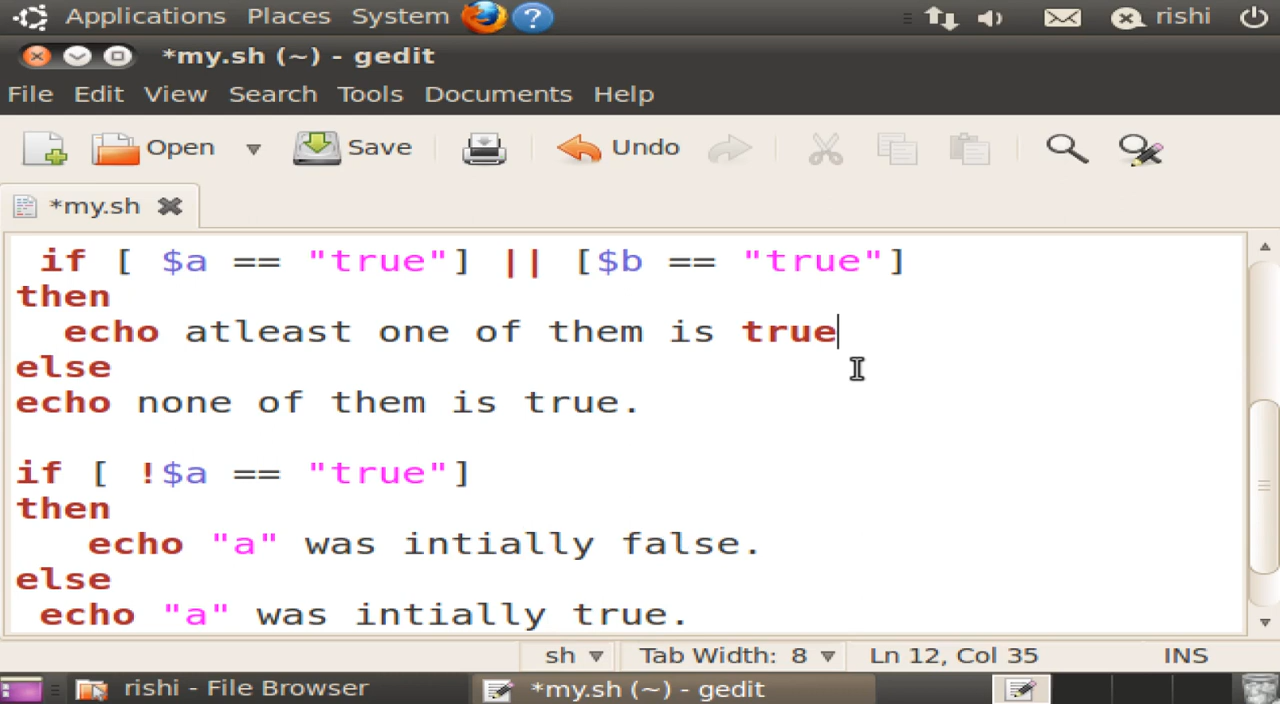 Applications Places System ? rishi
*my.sh (~) - gedit
File Edit View Search Tools Documents Help
Open Save Undo
*my.sh
if [ $a == "true"] || [$b == "true"]
then
echo atleast one of them is true
else
echo none of them is true.
if [ !$a == "true"]
then
echo "a" was intially false.
else
echo "a" was intially true.
sh Tab Width: 8 Ln 12, Col 35 INS
rishi - File Browser *my.sh (~) - gedit